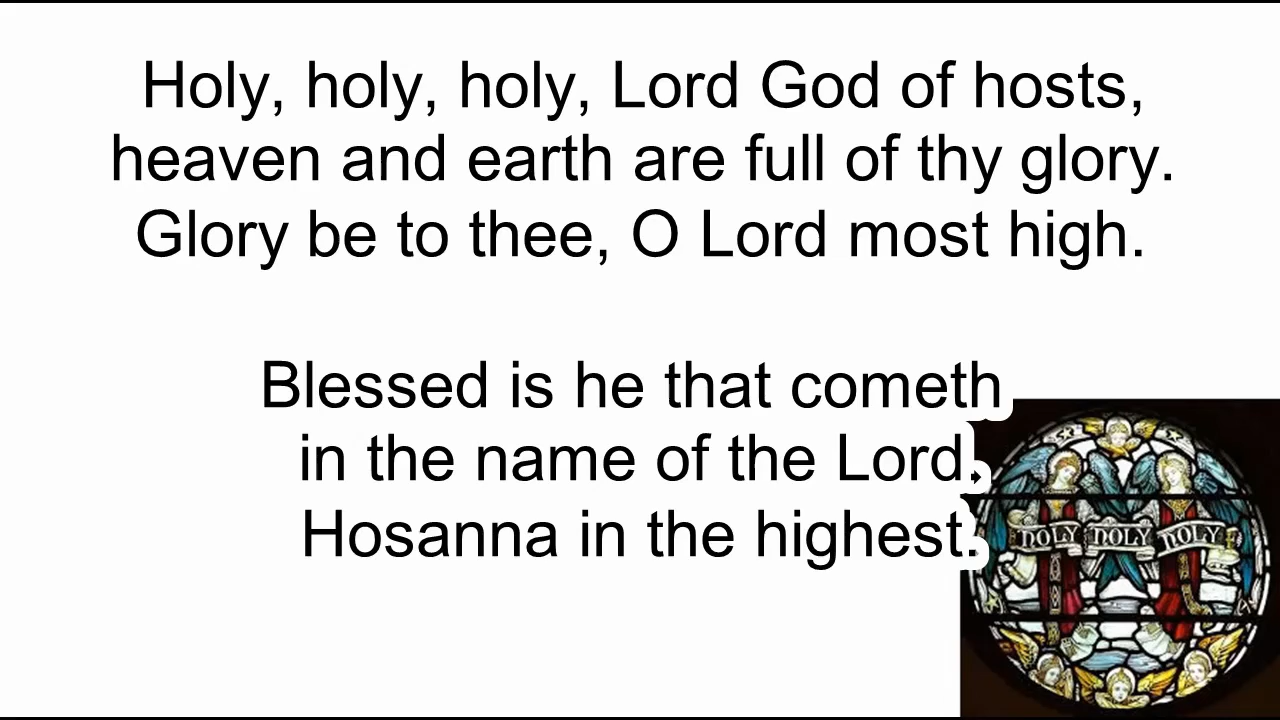 Holy, holy, holy, Lord God of hosts,
heaven and earth are full of thy glory.
Glory be to thee, O Lord most high.
Blessed is he that cometh
in the name of the Lord.
Hosanna in the highest.
HOLY HOLY HOLY